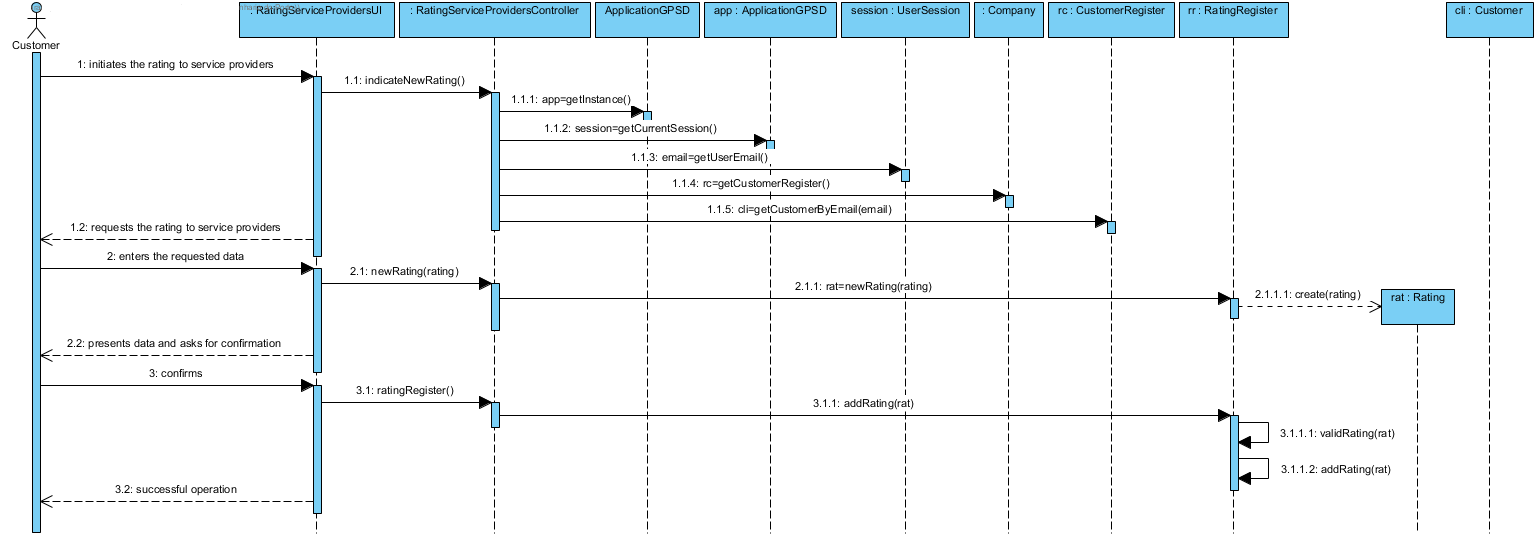 : RatingServiceProvidersUI
: RatingServiceProvidersController
ApplicationGPSD
app : ApplicationGPSD
session : UserSession
: Company
rc : CustomerRegister
rr : RatingRegister
cli : Customer
Customer
1: initiates the rating to service providers
1.1: indicateNewRating()
1.1.1: app=getInstance()
1.1.2: session=getCurrentSession()
1.1.3: email=getUserEmail()
1.1.4: rc=getCustomerRegister()
1.1.5: cli=getCustomerByEmail(email)
1.2: requests the rating to service providers
2: enters the requested data
2.1: newRating(rating)
2.1.1: rat=newRating(rating)
2.1.1.1: create(rating)
rat : Rating
2.2: presents data and asks for confirmation
3: confirms
3.1: ratingRegister()
3.1.1: addRating(rat)
3.1.1.1: validRating(rat)
3.1.1.2: addRating(rat)
3.2: successful operation